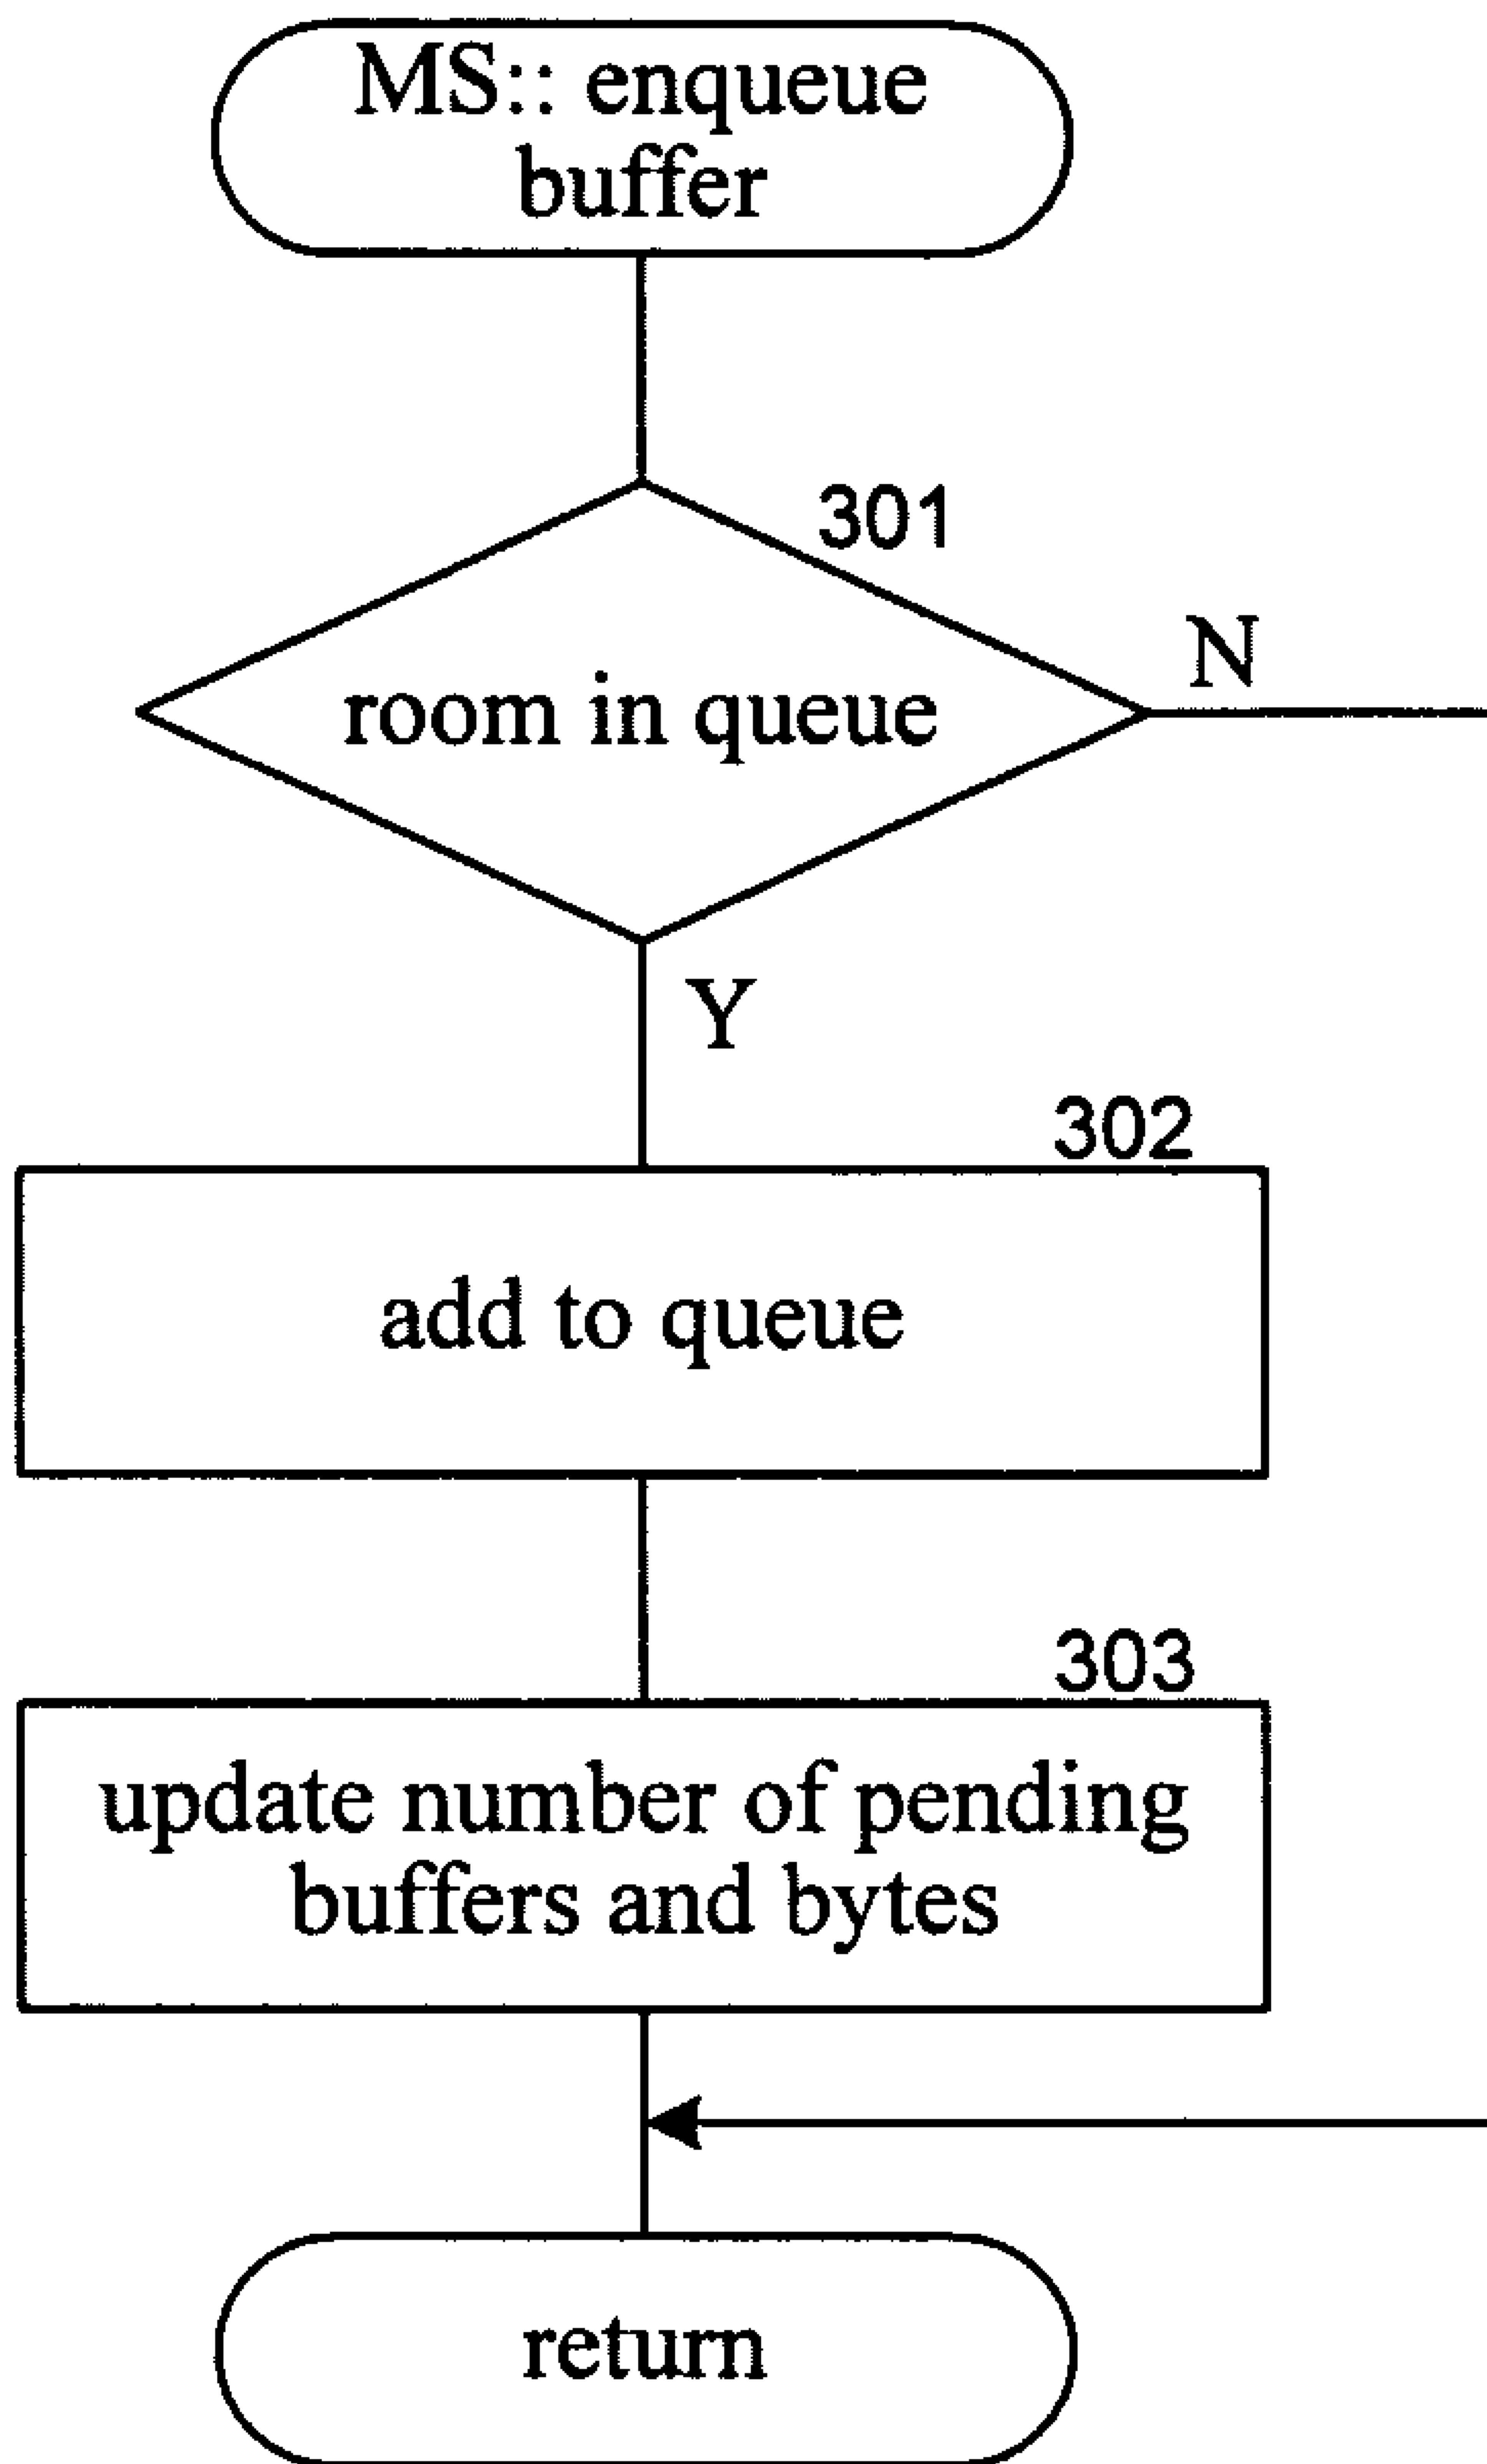 MS:: enqueue
buffer
301
room in queue
N
Y
302
add to queue
303
update number of pending
buffers and bytes
return